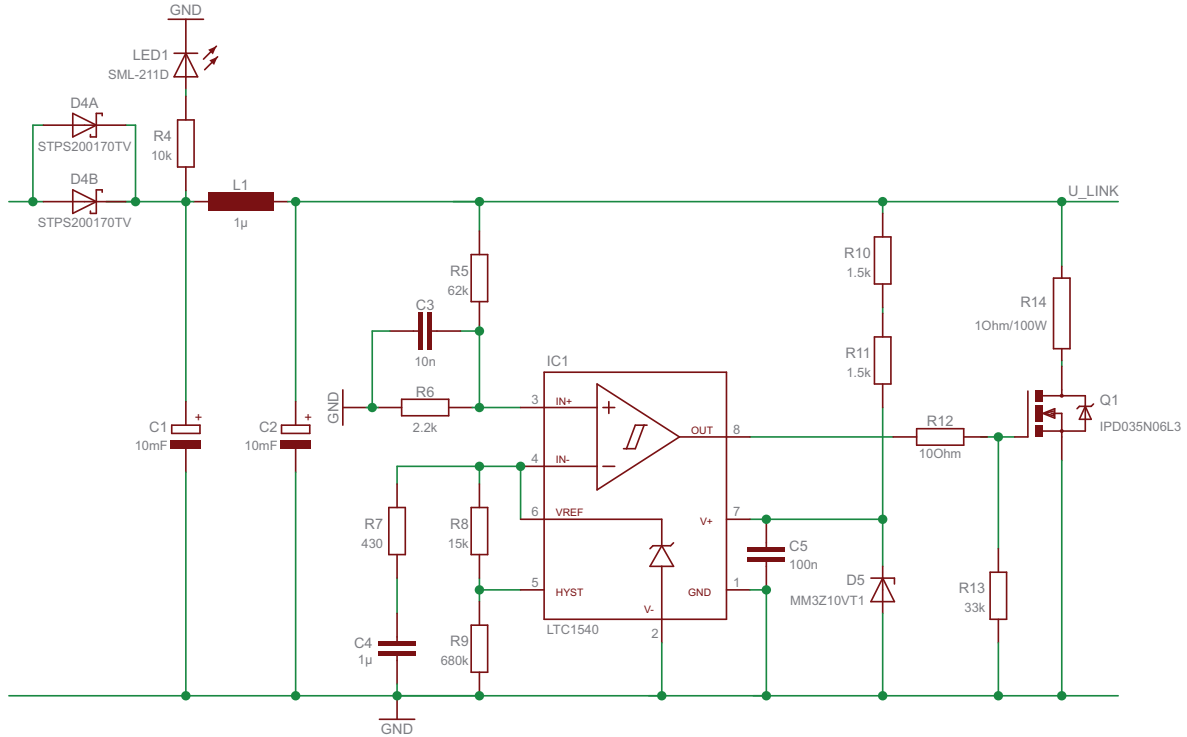 GND
LED1
SML-211D
D4A
STPS200170TV
R4
10k
D4B
STPS200170TV
L1
1µ
U_LINK
R5
62k
R10
1.5k
C3
10n
R14
1Ohm/100W
R11
1.5k
IC1
GND
R6
2.2k
3
IN+
+
Q1
IPD035N06L3
C1
+
10mF
C2
+
10mF
OUT
8
R12
10Ohm
4
IN-
−
6
VREF
V+
7
R7
430
R8
15k
C5
100n
5
HYST
GND
1
D5
MM3Z10VT1
R13
33k
V-
2
LTC1540
C4
1µ
R9
680k
GND